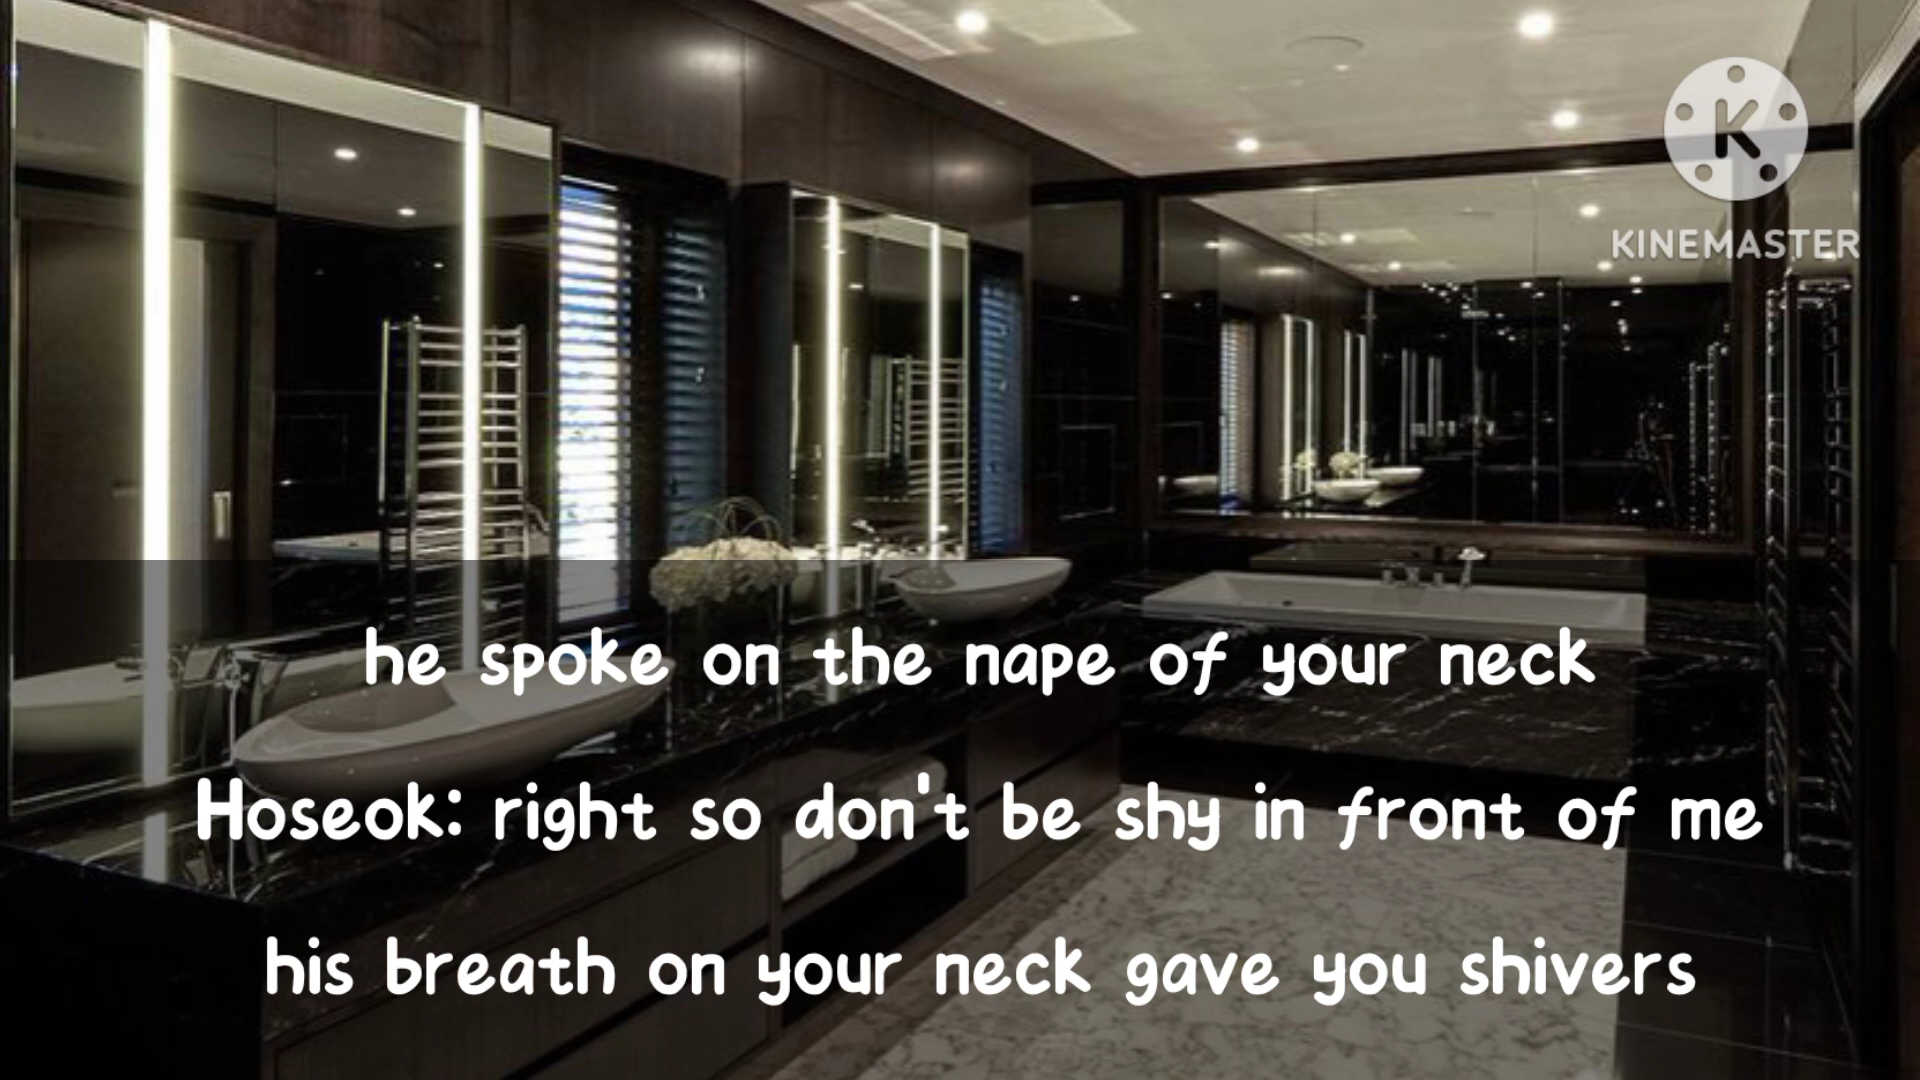 K
KINEMASTER
he spoke on the nape of your neck
Hoseok: right so don't be shy in front of me
his breath on your neck gave you shivers